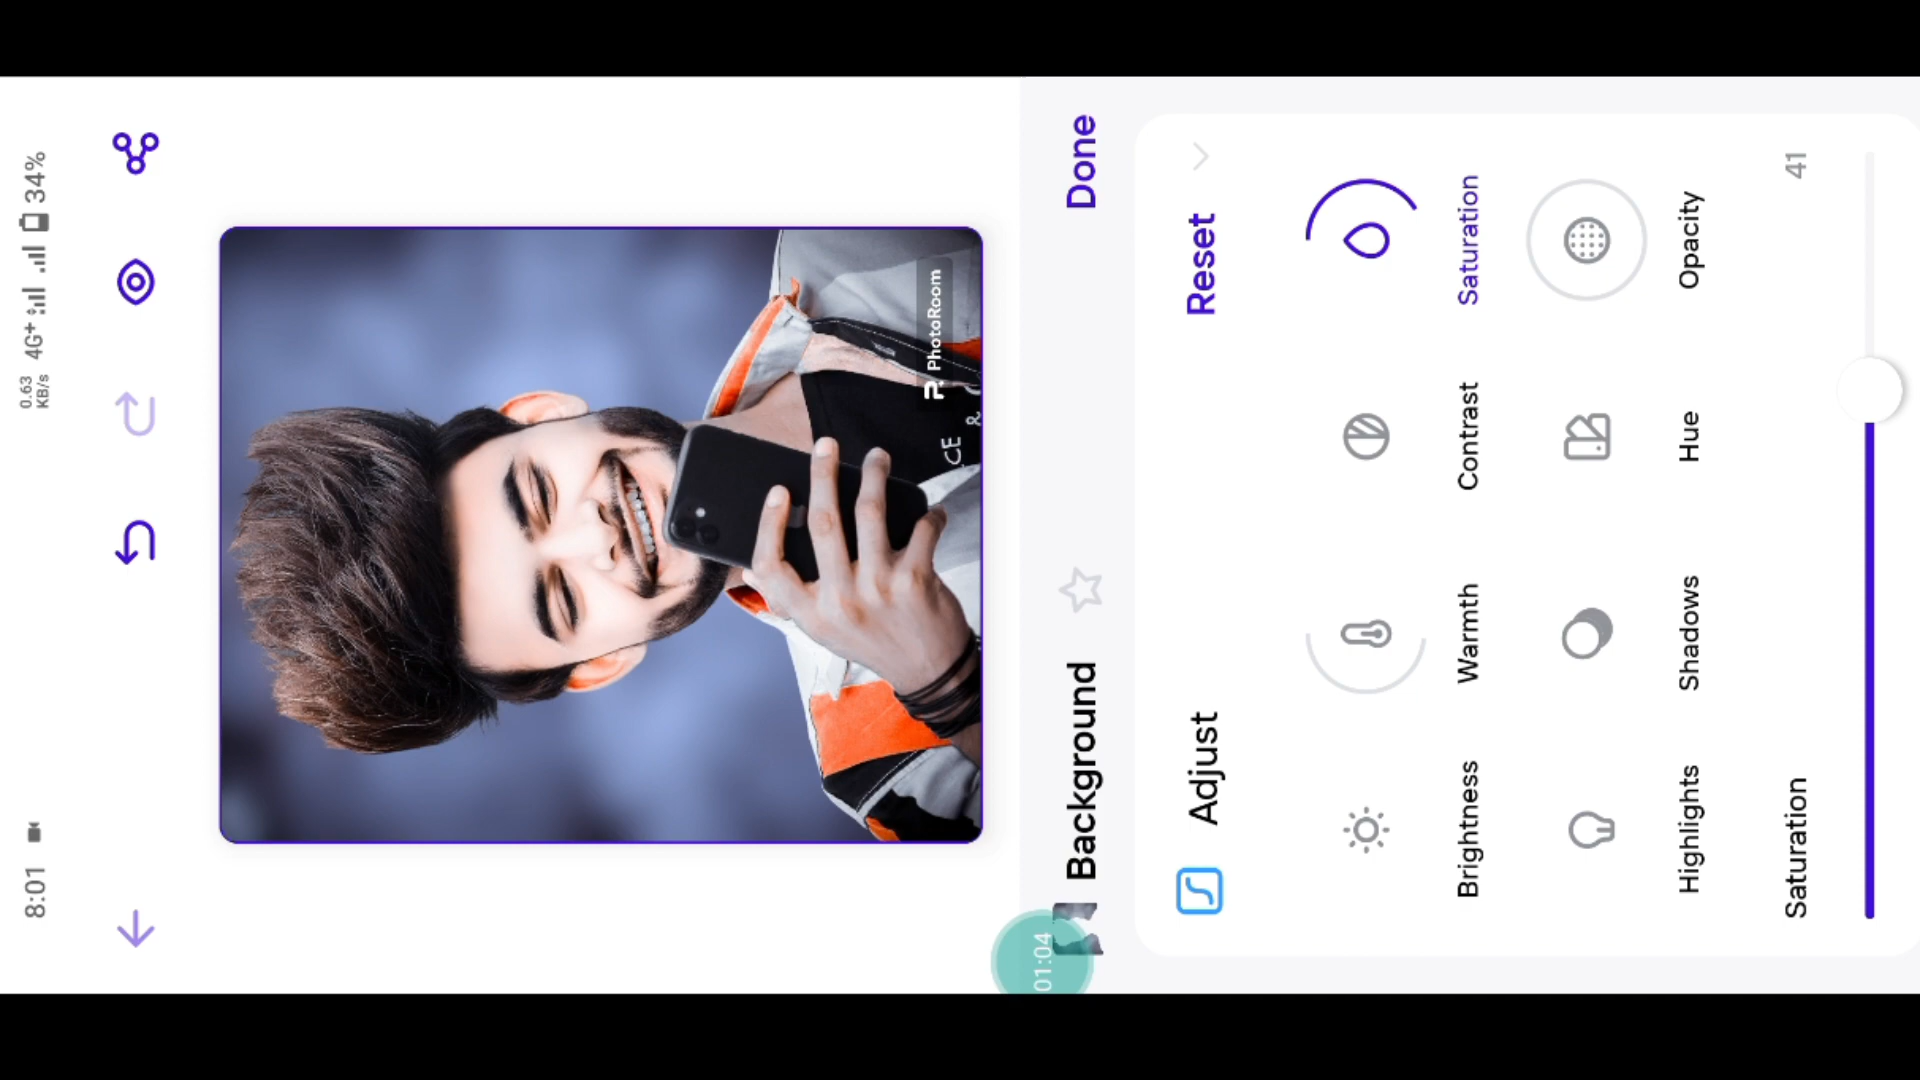 8:01
0.63
KB/s
4G+
34%
CE
&
PhotoRoom
01:04
Background
Done
Adjust
Reset
Brightness
Warmth
Contrast
Saturation
Highlights
Shadows
Hue
Opacity
Saturation
41